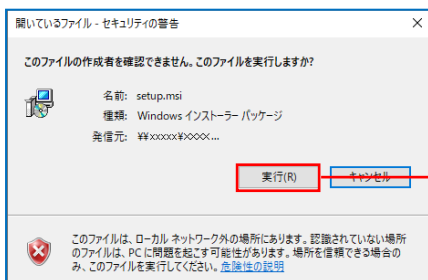 開いているファイル - セキュリティの警告
このファイルの作成者を確認できません。このファイルを実行しますか?
名前: setup.msi
種類: Windows インストーラー パッケージ
発信元: ¥¥xxxxx¥xxxx...
実行(R) キャンセル
このファイルは、ローカル ネットワーク外の場所にあります。認識されていない場所
のファイルは、PC に問題を起こす可能性があります。場所を信頼できる場合の
み、このファイルを実行してください。危険性の説明